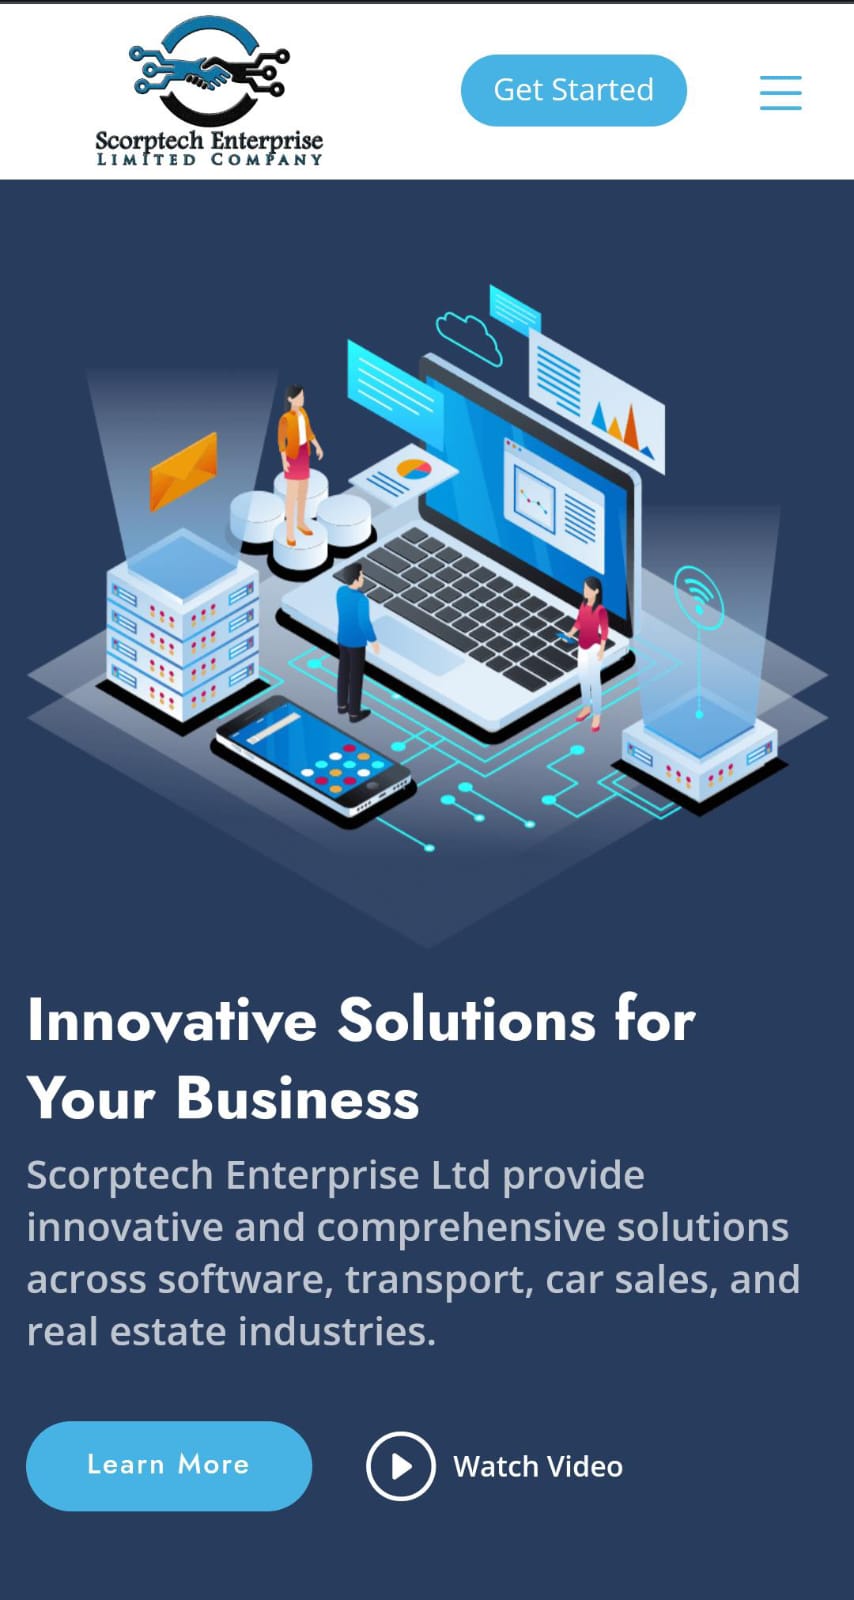 Scorptech Enterprise
Limited Company
Get Started
Innovative Solutions for
Your Business
Scorptech Enterprise Ltd provide
innovative and comprehensive solutions
across software, transport, car sales, and
real estate industries.
Learn More
Watch Video